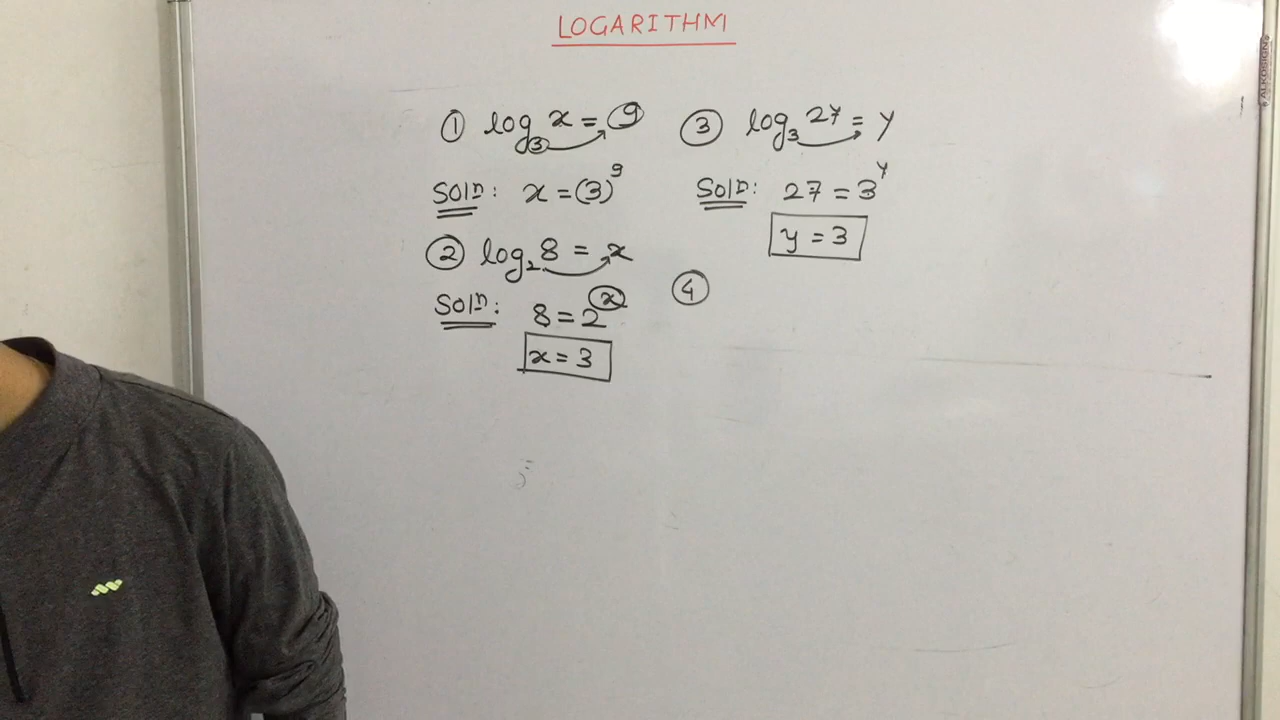 LOGARITHM
① log₃ x = 9
Solⁿ: x = (3)⁹
② log₂ 8 = x
Solⁿ: 8 = 2ˣ
x = 3
③ log₃ 27 = y
Solⁿ: 27 = 3ʸ
y = 3
④
ALKOSIGN